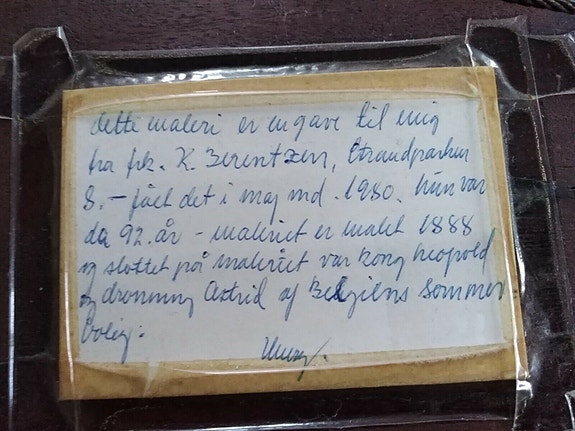 dette maleri er en gave til mig
fra frk. K. Berentzen, Strandparken
8. - fået det i maj md. 1980. hun var
da 92. år - maleriet er malet 1888
og slottet på maleriet var kong Leopold
og dronning Astrid af Belgiens sommer
bolig.